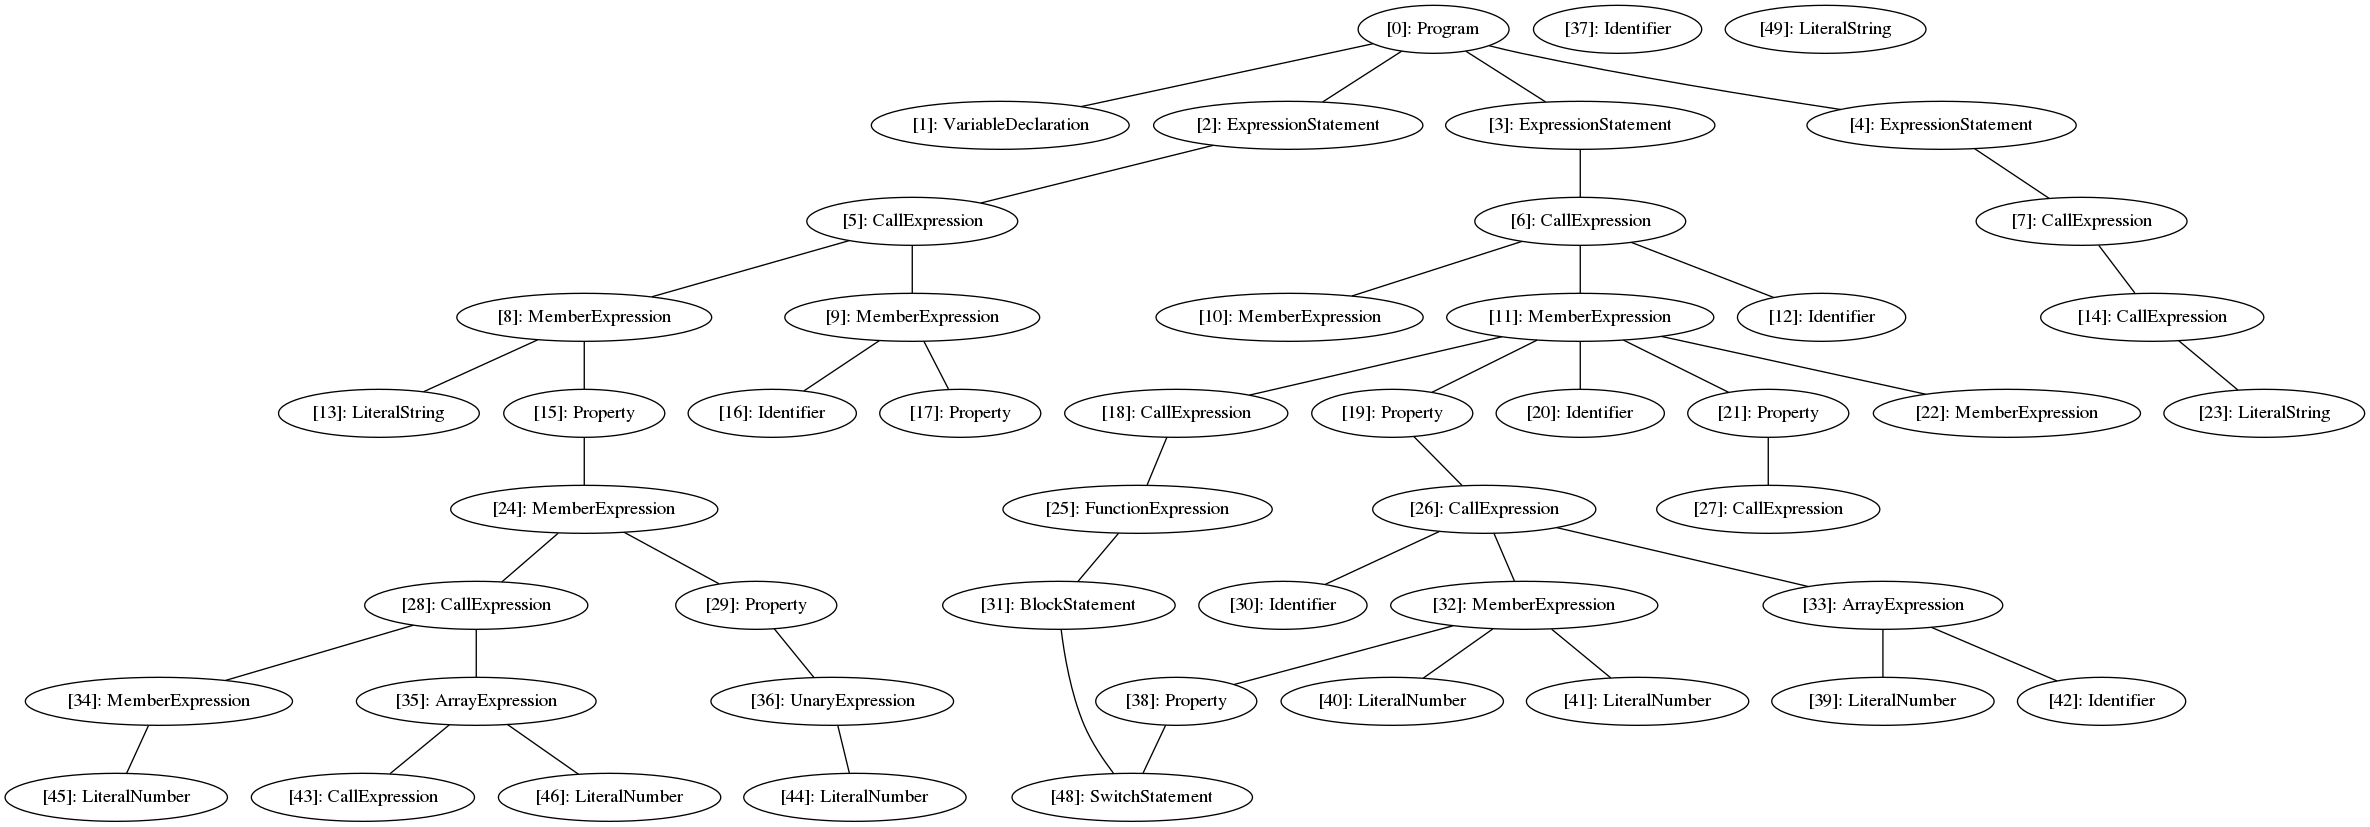 [0]: Program
[37]: Identifier
[49]: LiteralString
[1]: VariableDeclaration
[2]: ExpressionStatement
[3]: ExpressionStatement
[4]: ExpressionStatement
[5]: CallExpression
[6]: CallExpression
[7]: CallExpression
[8]: MemberExpression
[9]: MemberExpression
[10]: MemberExpression
[11]: MemberExpression
[12]: Identifier
[14]: CallExpression
[13]: LiteralString
[15]: Property
[16]: Identifier
[17]: Property
[18]: CallExpression
[19]: Property
[20]: Identifier
[21]: Property
[22]: MemberExpression
[23]: LiteralString
[24]: MemberExpression
[25]: FunctionExpression
[26]: CallExpression
[27]: CallExpression
[28]: CallExpression
[29]: Property
[31]: BlockStatement
[30]: Identifier
[32]: MemberExpression
[33]: ArrayExpression
[34]: MemberExpression
[35]: ArrayExpression
[36]: UnaryExpression
[38]: Property
[40]: LiteralNumber
[41]: LiteralNumber
[39]: LiteralNumber
[42]: Identifier
[45]: LiteralNumber
[43]: CallExpression
[46]: LiteralNumber
[44]: LiteralNumber
[48]: SwitchStatement